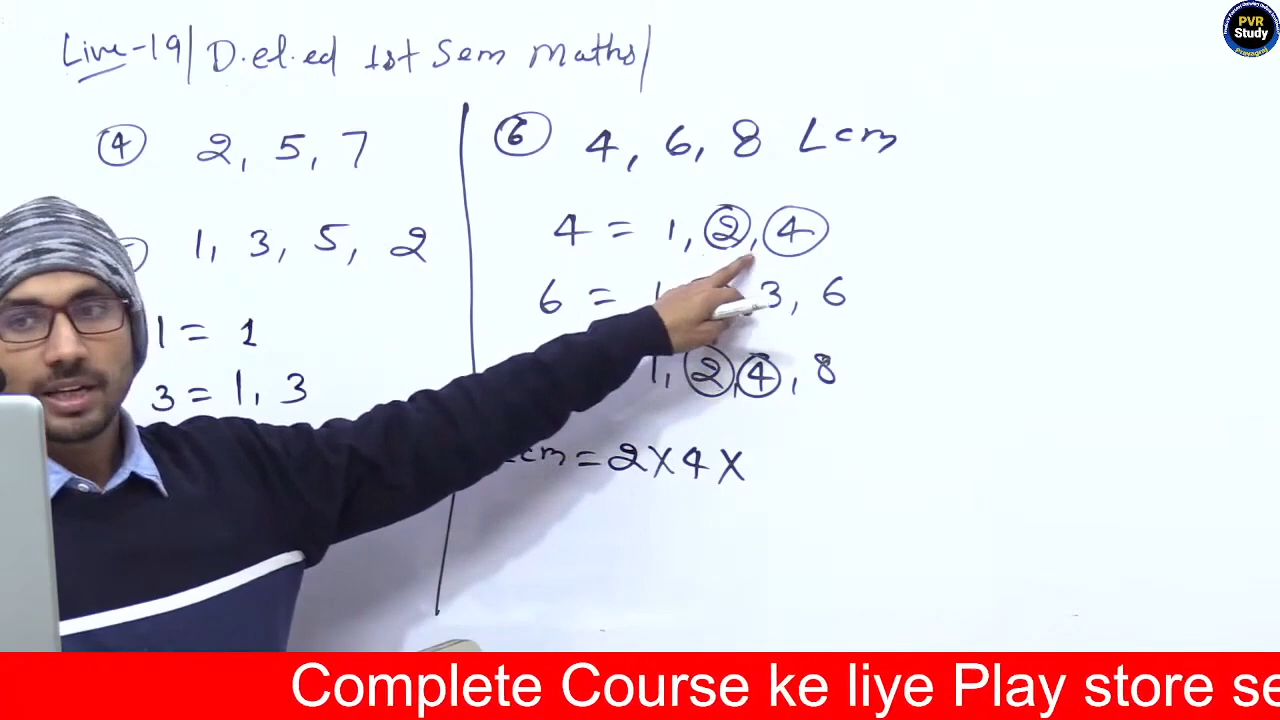 Live-19/ D.el.ed 1st Sem Maths/
PVR
Study
Prayagraj
④ 2, 5, 7
1, 3, 5, 2
1 = 1
3 = 1, 3
⑥ 4, 6, 8 Lcm
4 = 1, 2, 4
6 = 1, 3, 6
1, 2, 4, 8
Lcm = 2 X 4 X
Complete Course ke liye Play store se